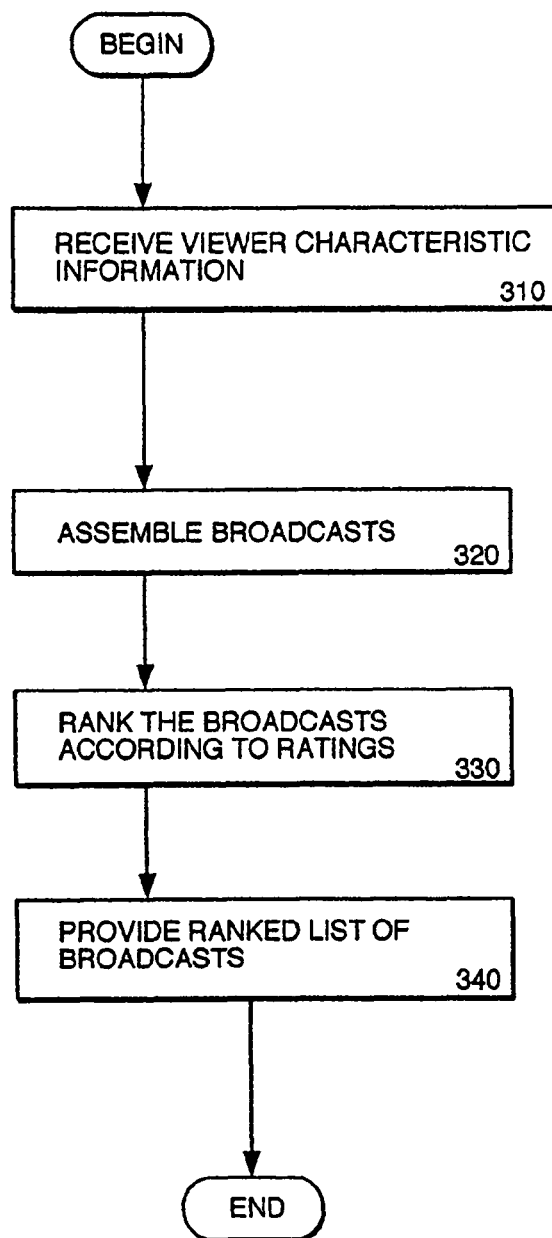 BEGIN
RECEIVE VIEWER CHARACTERISTIC
INFORMATION
310
ASSEMBLE BROADCASTS
320
RANK THE BROADCASTS
ACCORDING TO RATINGS
330
PROVIDE RANKED LIST OF
BROADCASTS
340
END